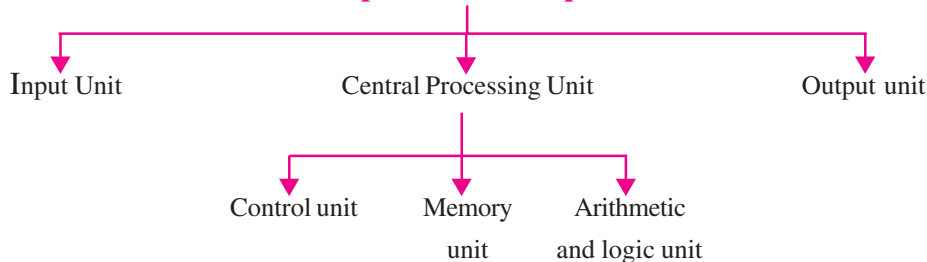 Input Unit Central Processing Unit Output unit
Control unit Memory Arithmetic
unit and logic unit